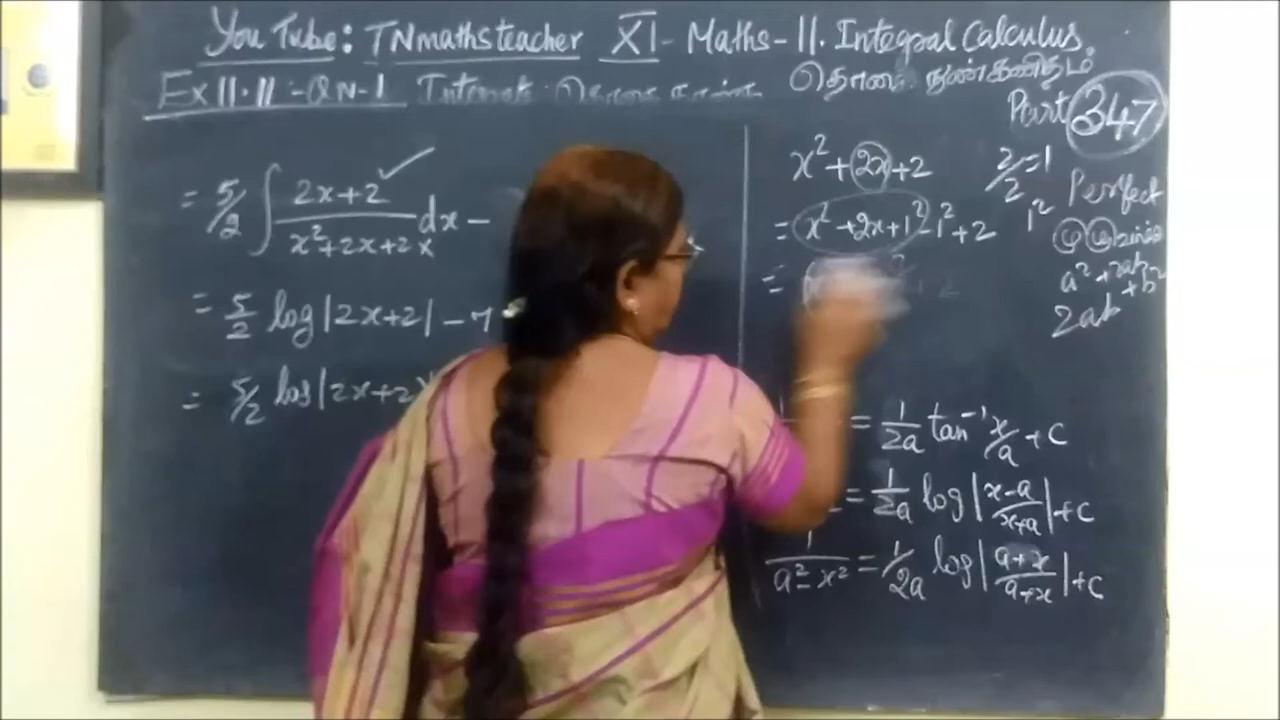 You Tube: TNmathsteacher XI- Maths-11. Integral Calculus.
Ex 11.11 :-QN-1 தொகை நுண்கணிதம்
Part 347
= 5/2 ∫ 2x+2 / x²+2x+2 dx –
= 5/2 log|2x+2| – 7
= 5/2 log|2x+2|
x²+2x+2 2/2=1
= x²+2x+1²-1²+2 1²
Perfect
a²+2ab+b²
2ab
= 1/2a tan⁻¹ x/a + c
= 1/2a log |x-a/x+a| + c
1/a²-x² = 1/2a log |a+x/a+x| + c